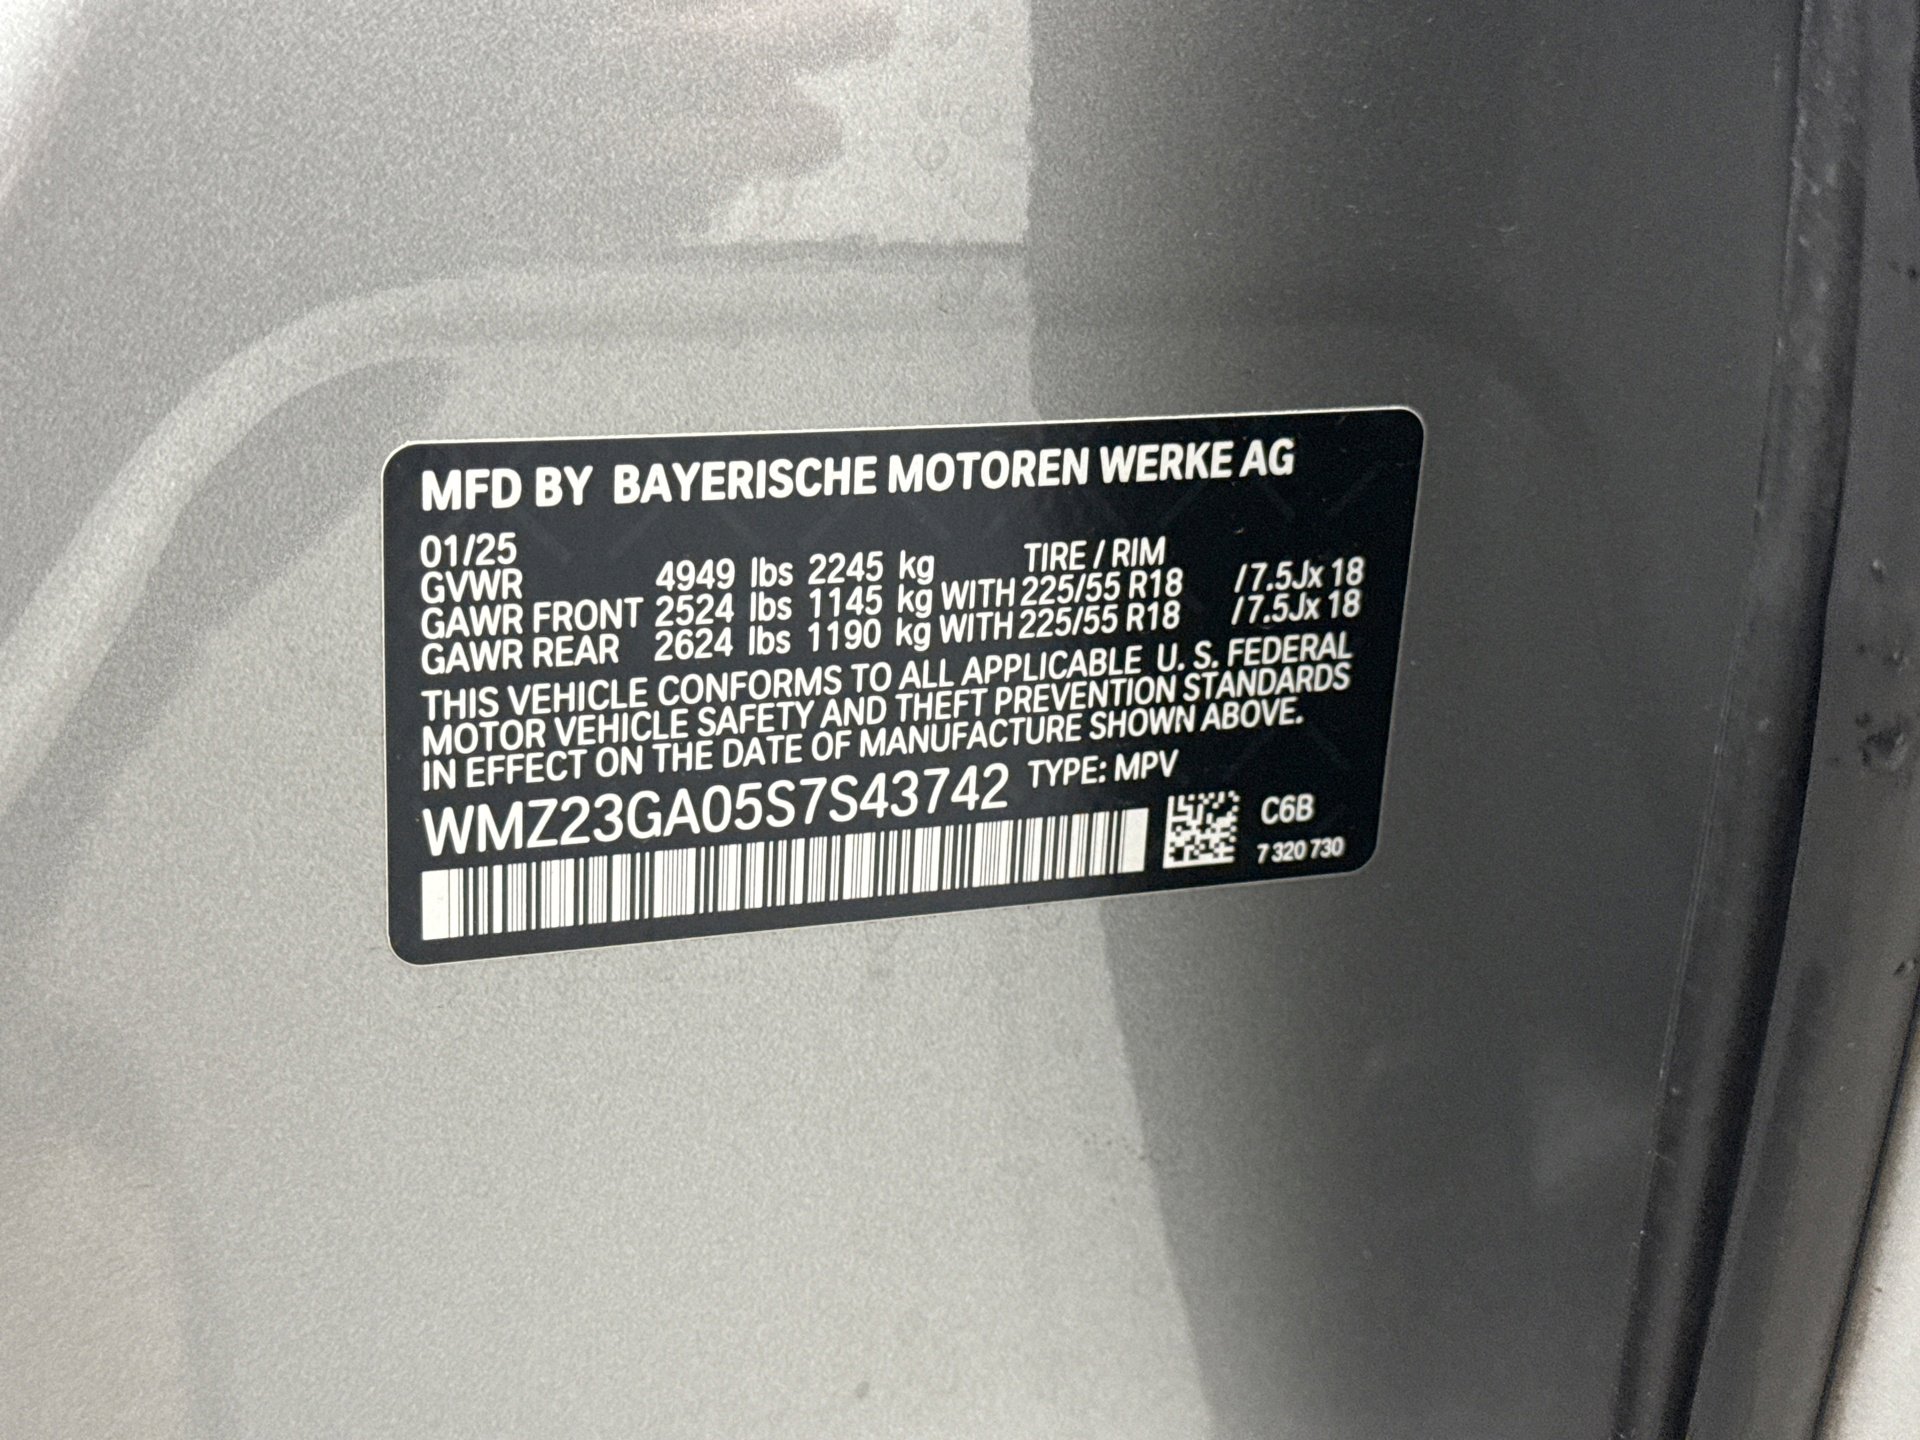 MFD BY BAYERISCHE MOTOREN WERKE AG
01/25 TIRE / RIM
GVWR 4949 lbs 2245 kg
GAWR FRONT 2524 lbs 1145 kg WITH 225/55 R18 /7.5Jx 18
GAWR REAR 2624 lbs 1190 kg WITH 225/55 R18 /7.5Jx 18
THIS VEHICLE CONFORMS TO ALL APPLICABLE U. S. FEDERAL
MOTOR VEHICLE SAFETY AND THEFT PREVENTION STANDARDS
IN EFFECT ON THE DATE OF MANUFACTURE SHOWN ABOVE.
WMZ23GA05S7S43742 TYPE: MPV
C6B
7 320 730